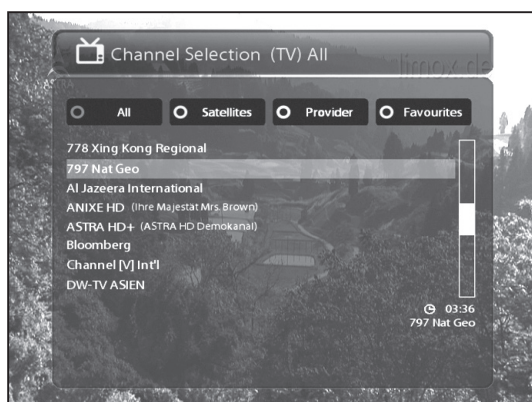 Channel Selection (TV) All
limox.de
All Satellites Provider Favourites
778 Xing Kong Regional
797 Nat Geo
Al Jazeera International
ANIXE HD (Ihre Majestät Mrs. Brown)
ASTRA HD+ (ASTRA HD Demokanal)
Bloomberg
Channel [V] Int'l
DW-TV ASIEN
03:36
797 Nat Geo